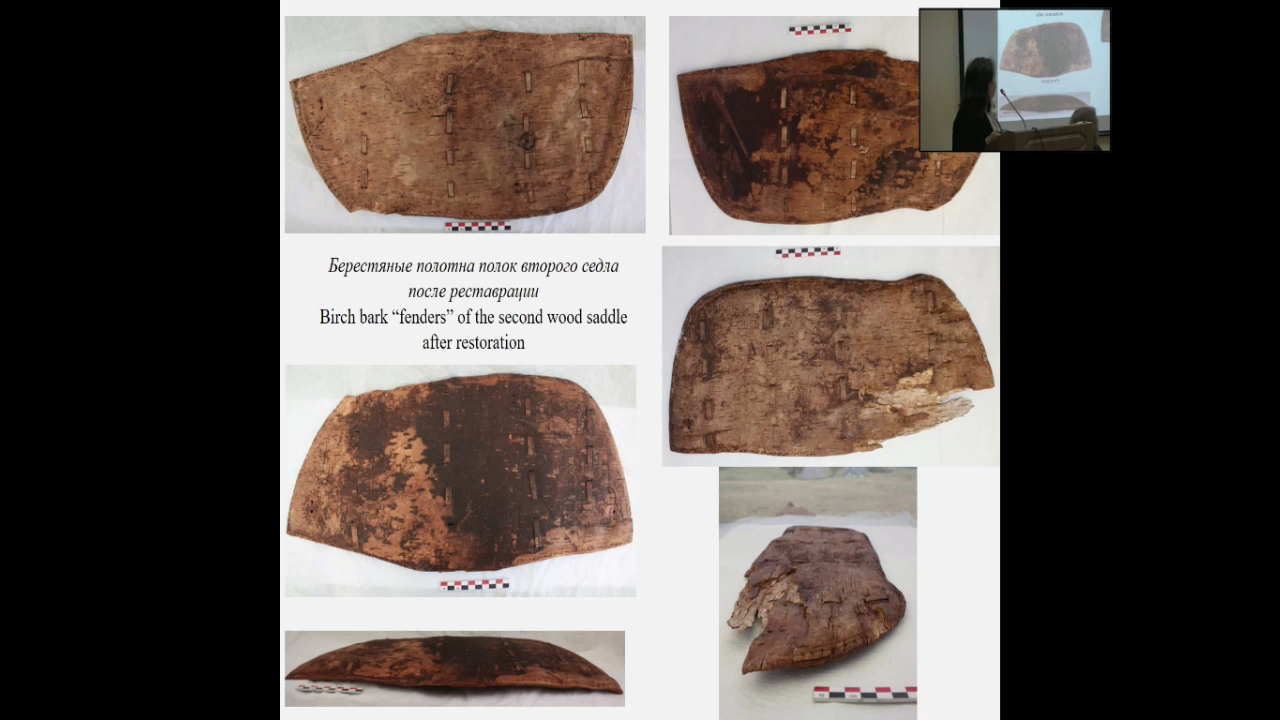 Берестяные полотна полок второго седла
после реставрации
Birch bark “fenders” of the second wood saddle
after restoration